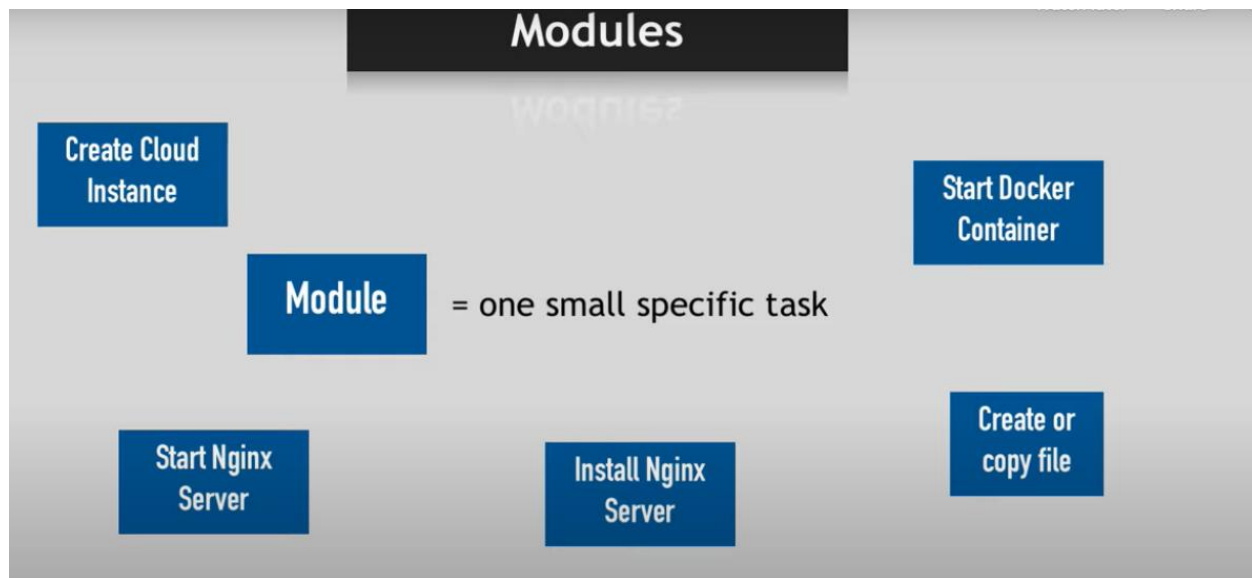 Modules
Create Cloud
Instance
Start Docker
Container
Module
= one small specific task
Create or
copy file
Start Nginx
Server
Install Nginx
Server